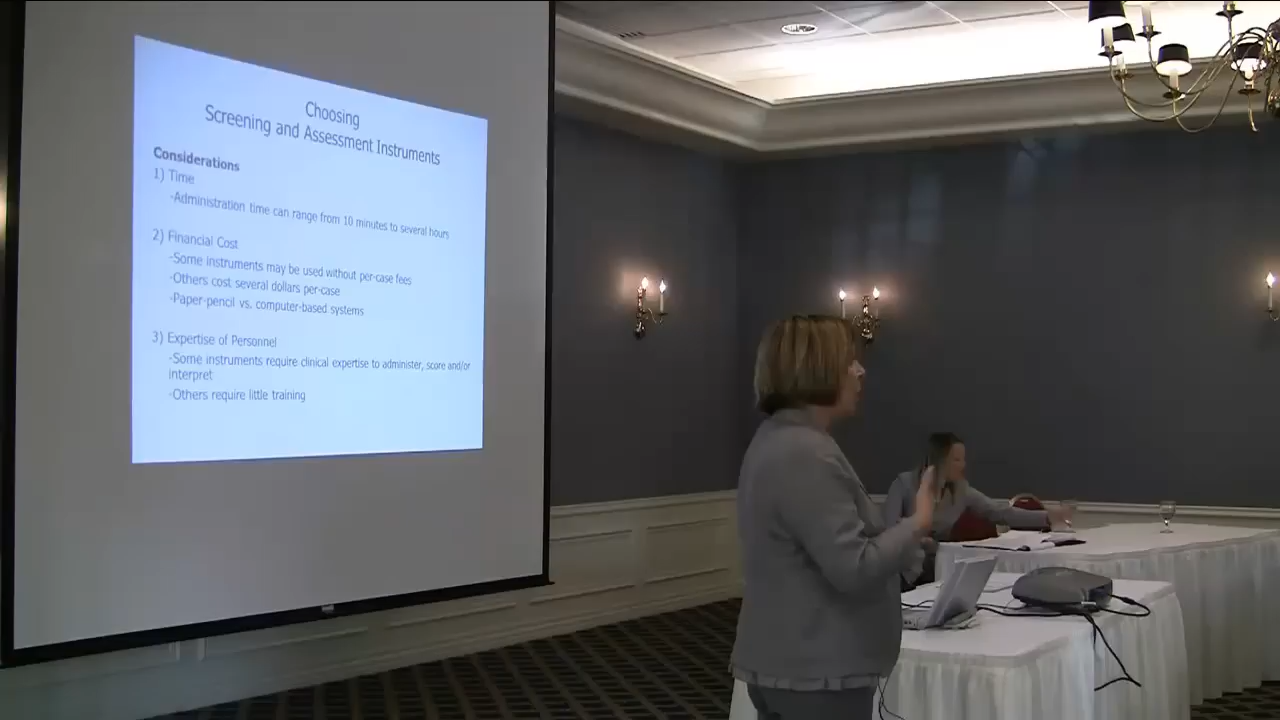 Choosing
Screening and Assessment Instruments
Considerations
1) Time
-Administration time can range from 10 minutes to several hours
2) Financial Cost
-Some instruments may be used without per-case fees
-Others cost several dollars per-case
-Paper-pencil vs. computer-based systems
3) Expertise of Personnel
-Some instruments require clinical expertise to administer, score and/or
interpret
-Others require little training